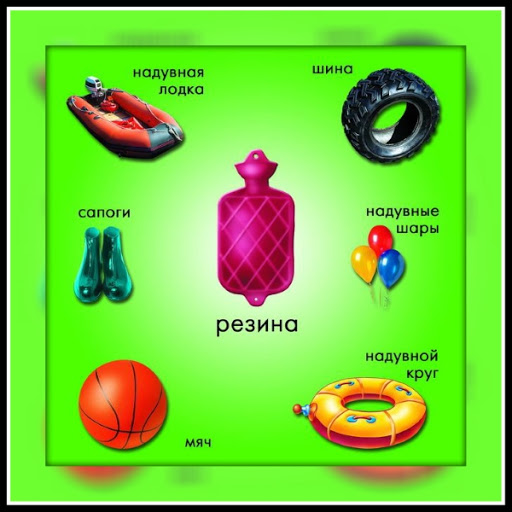 надувная
лодка
шина
сапоги
надувные
шары
резина
надувной
круг
мяч